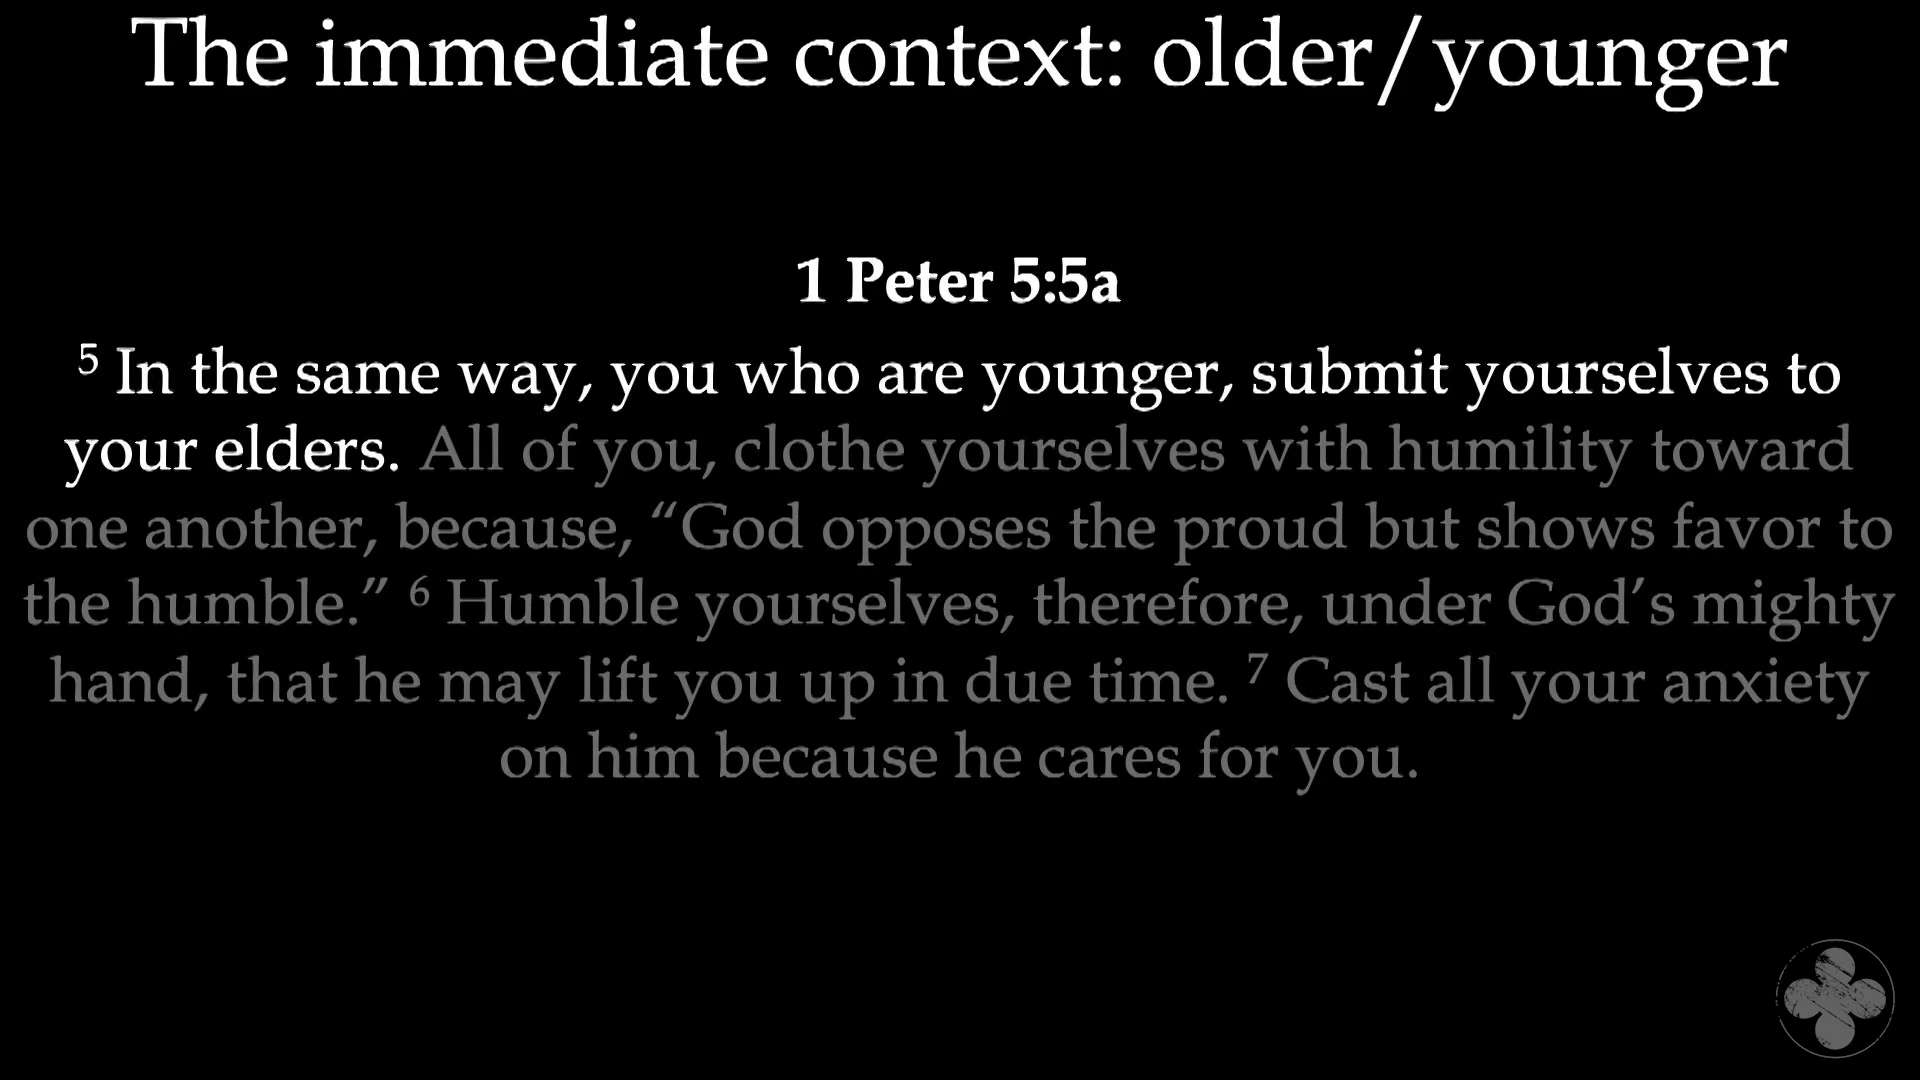 The immediate context: older/younger
1 Peter 5:5a
⁵ In the same way, you who are younger, submit yourselves to
your elders. All of you, clothe yourselves with humility toward
one another, because, “God opposes the proud but shows favor to
the humble.” ⁶ Humble yourselves, therefore, under God’s mighty
hand, that he may lift you up in due time. ⁷ Cast all your anxiety
on him because he cares for you.